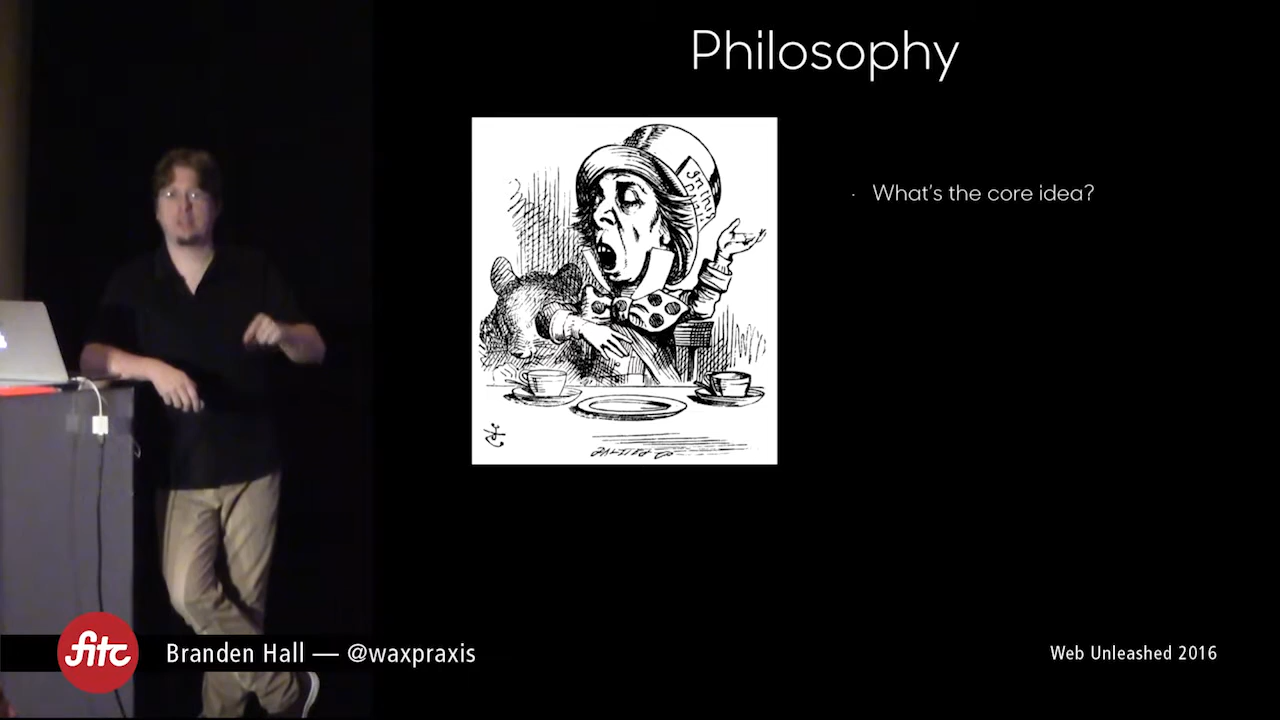 Philosophy
· What's the core idea?
fitc
Branden Hall — @waxpraxis
Web Unleashed 2016